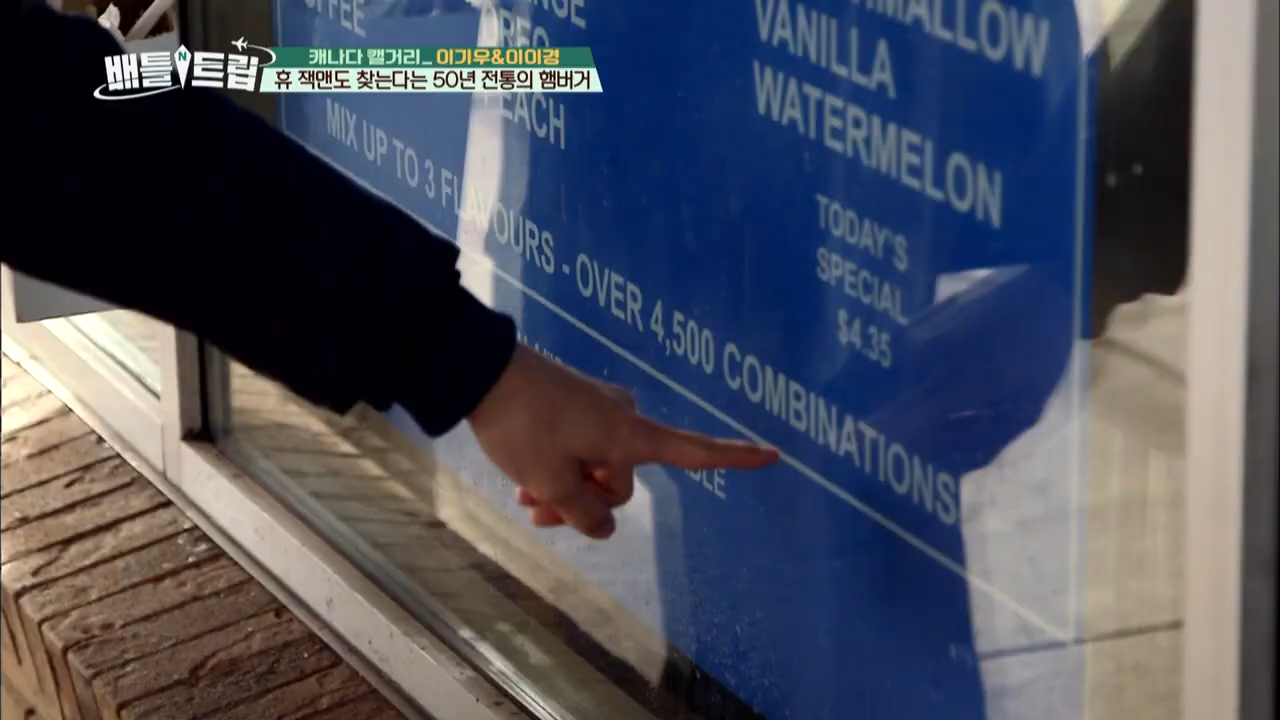 배틀트립
캐나다 캘거리_ 이기우&이이경
휴 잭맨도 찾는다는 50년 전통의 햄버거
VANILLA
WATERMELON
MIX UP TO 3 FLAVOURS - OVER 4,500 COMBINATIONS
TODAY'S
SPECIAL
$4.35